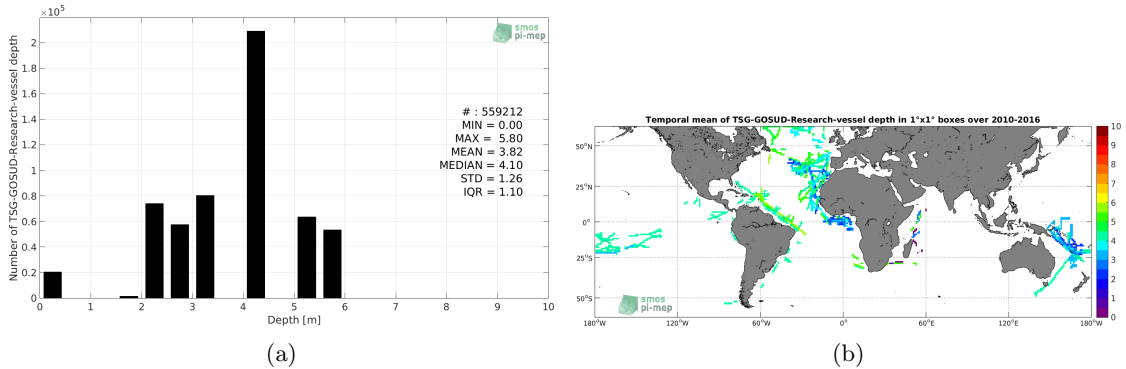 ×10⁵
2
1.8
1.6
1.4
1.2
1
0.8
0.6
0.4
0.2
0
Number of TSG-GOSUD-Research-vessel depth
smos
pi-mep
# : 559212
MIN = 0.00
MAX = 5.80
MEAN = 3.82
MEDIAN = 4.10
STD = 1.26
IQR = 1.10
0 1 2 3 4 5 6 7 8 9 10
Depth [m]
(a)
Temporal mean of TSG-GOSUD-Research-vessel depth in 1°x1° boxes over 2010-2016
50°N
25°N
0°
25°S
50°S
smos
pi-mep
180°W 120°W 60°W 0° 60°E 120°E 180°E
10
9
8
7
6
5
4
3
2
1
0
(b)